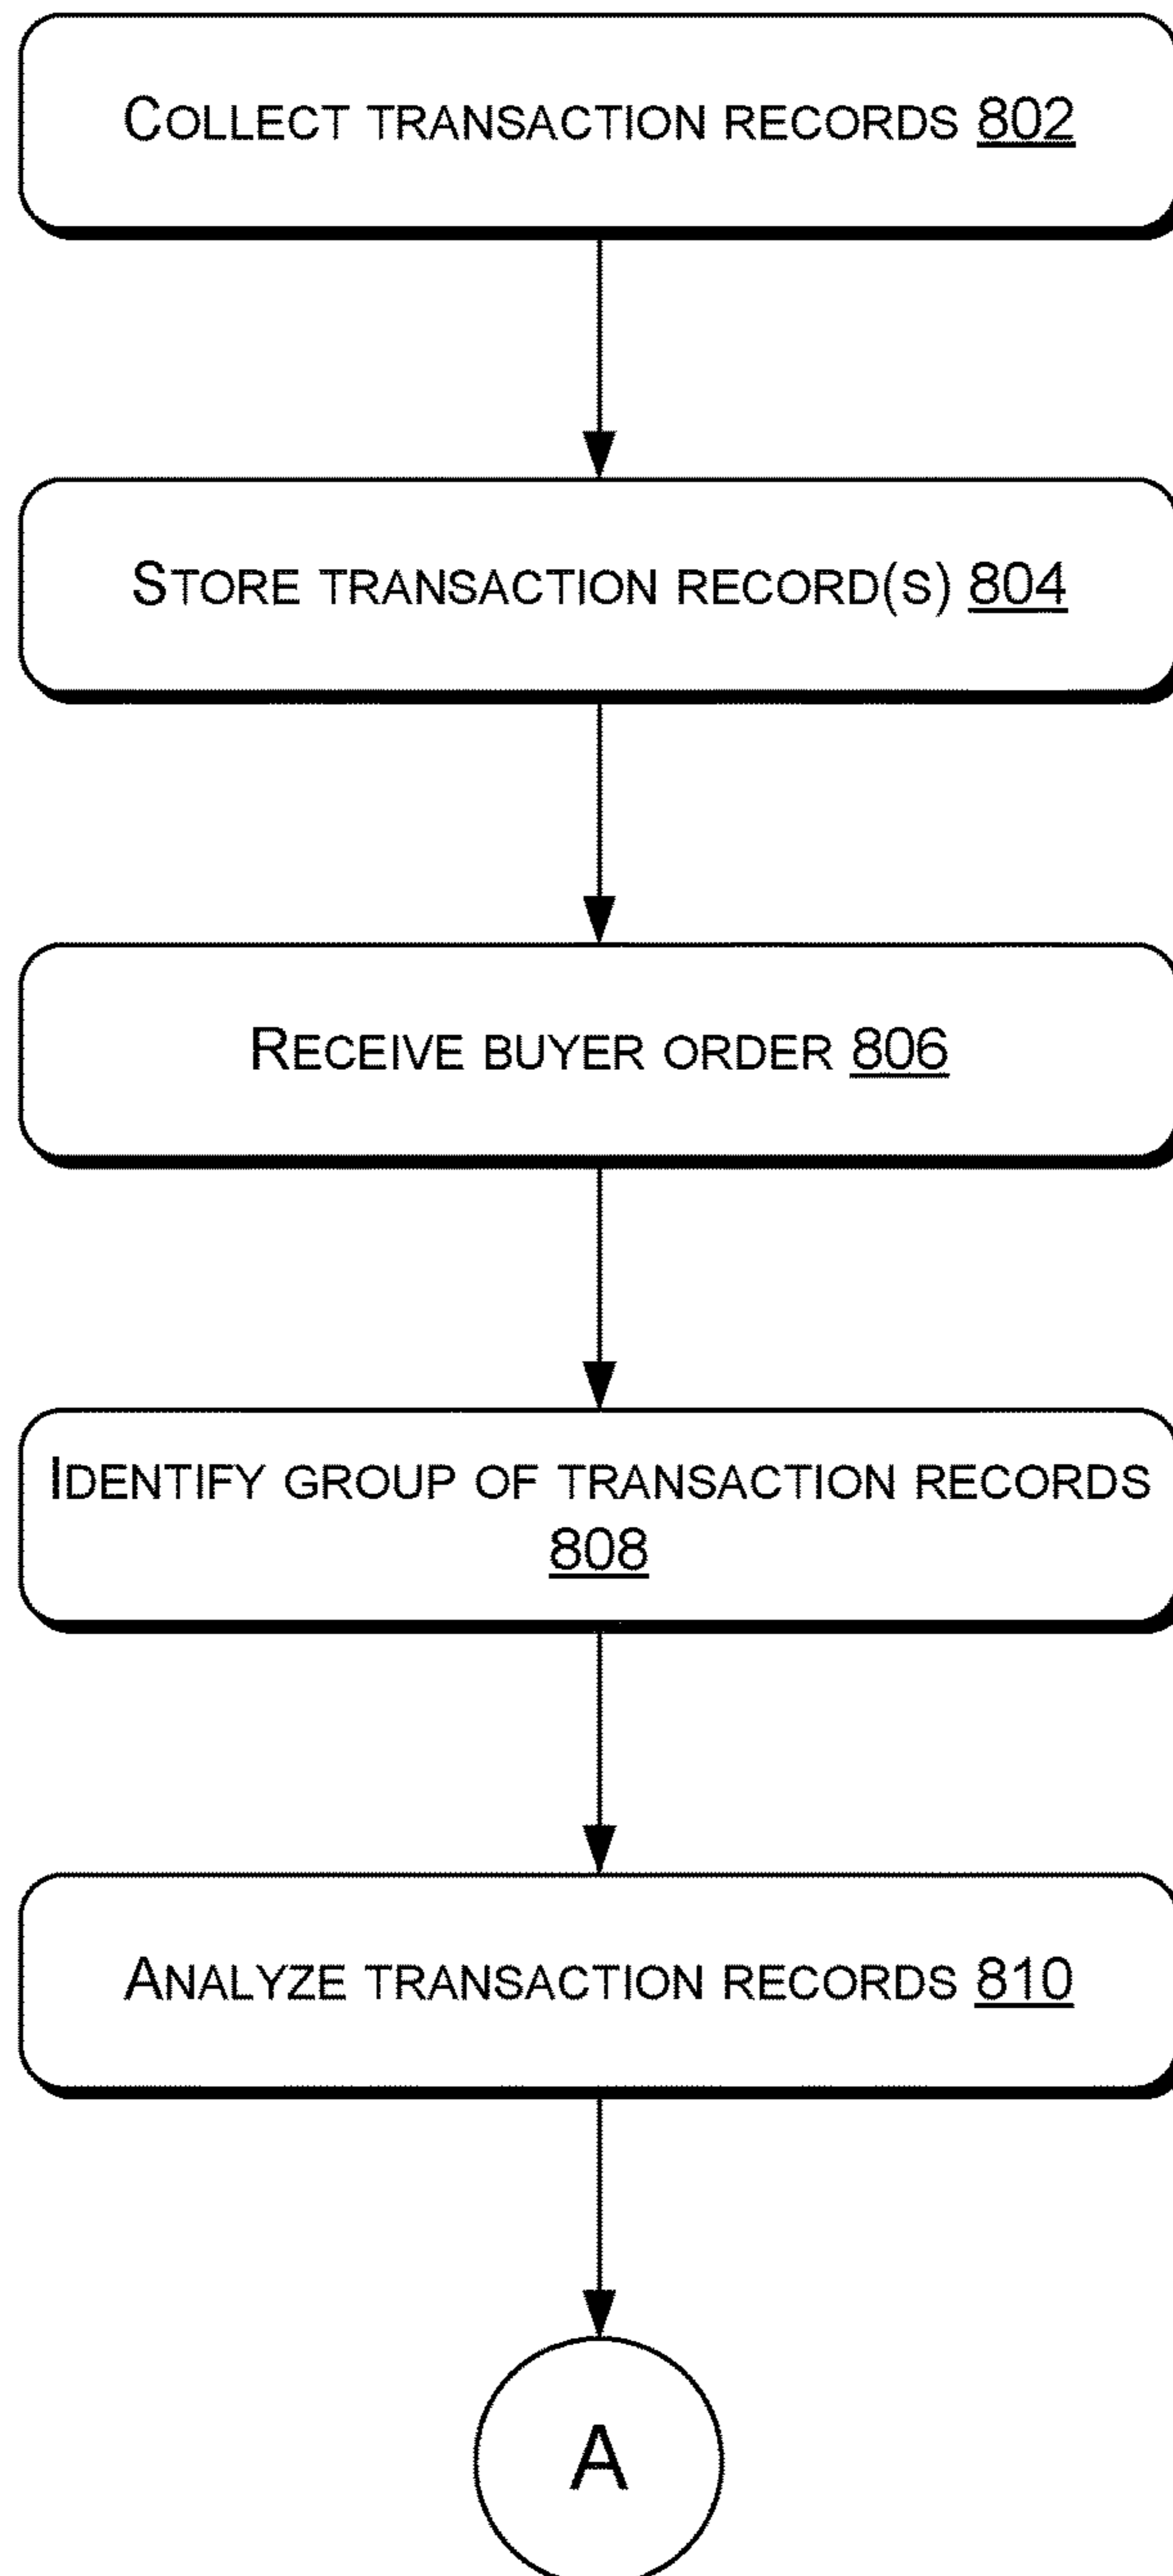 COLLECT TRANSACTION RECORDS 802
STORE TRANSACTION RECORD(S) 804
RECEIVE BUYER ORDER 806
IDENTIFY GROUP OF TRANSACTION RECORDS
808
ANALYZE TRANSACTION RECORDS 810
A